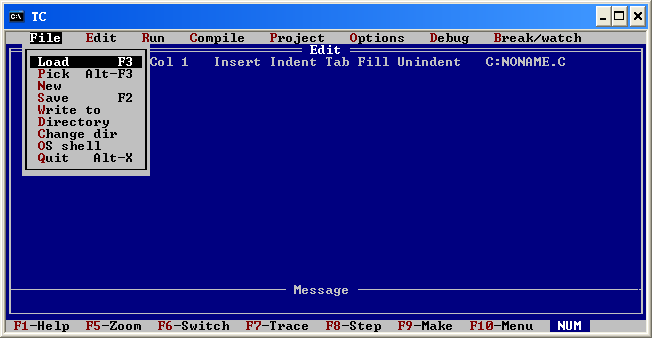 TC
File Edit Run Compile Project Options Debug Break/watch
Edit
Load F3 Col 1 Insert Indent Tab Fill Unindent C:NONAME.C
Pick Alt-F3
New
Save F2
Write to
Directory
Change dir
OS shell
Quit Alt-X
Message
F1-Help F5-Zoom F6-Switch F7-Trace F8-Step F9-Make F10-Menu NUM